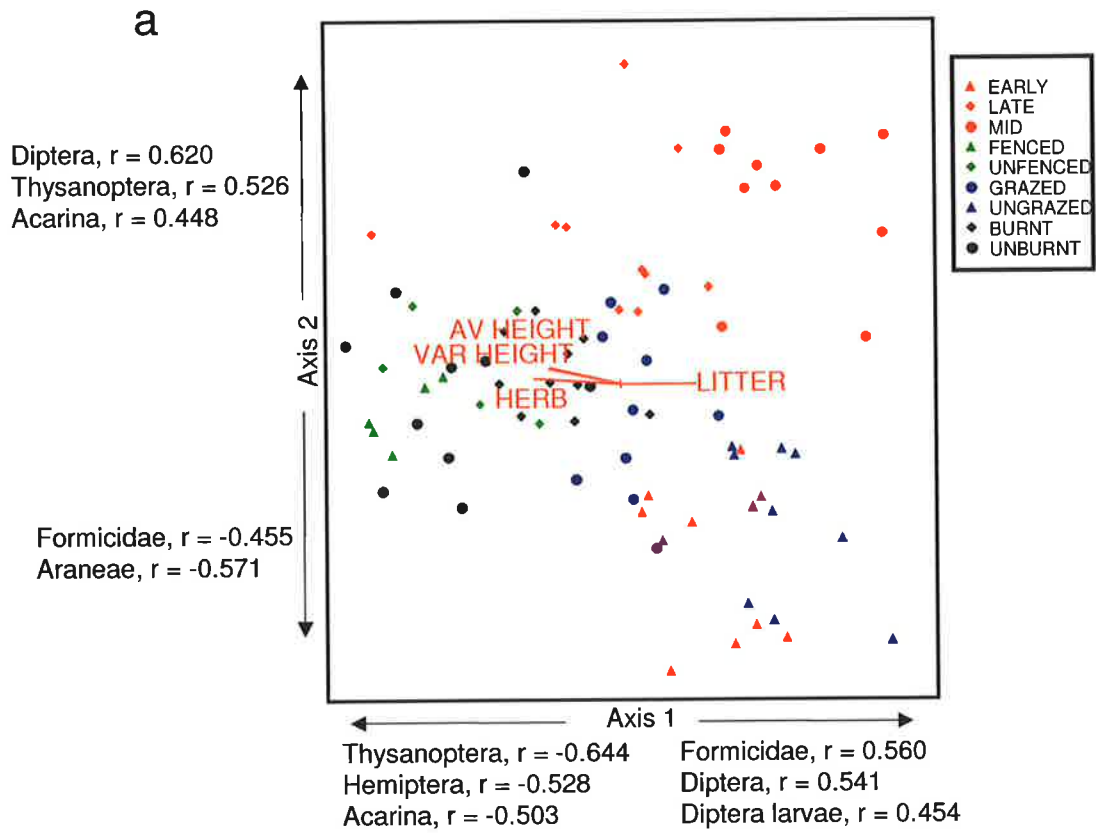 a
EARLY
LATE
MID
FENCED
UNFENCED
GRAZED
UNGRAZED
BURNT
UNBURNT
Diptera, r = 0.620
Thysanoptera, r = 0.526
Acarina, r = 0.448
Axis 2
AV HEIGHT
VAR HEIGHT
HERB
LITTER
Formicidae, r = -0.455
Araneae, r = -0.571
Axis 1
Thysanoptera, r = -0.644
Hemiptera, r = -0.528
Acarina, r = -0.503
Formicidae, r = 0.560
Diptera, r = 0.541
Diptera larvae, r = 0.454